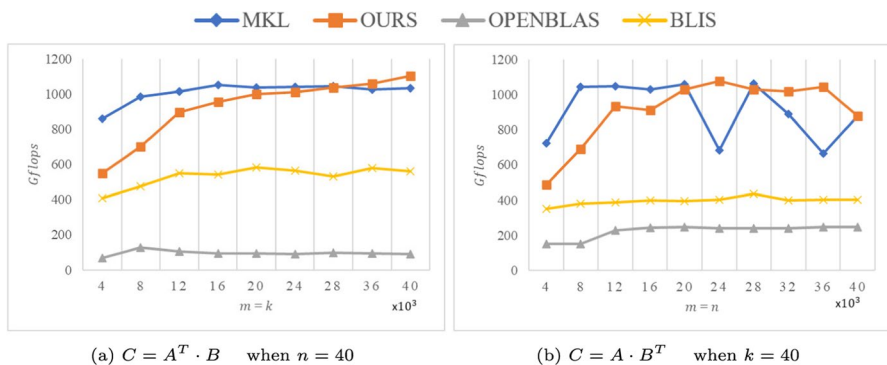 MKL OURS OPENBLAS BLIS
1200
1000
800
600
400
200
0
Gflops
4 8 12 16 20 24 28 36 40
m = k x10³
1200
1000
800
600
400
200
0
Gflops
4 8 12 16 20 24 28 32 36 40
m = n x10³
(a) C = Aᵀ · B when n = 40
(b) C = A · Bᵀ when k = 40